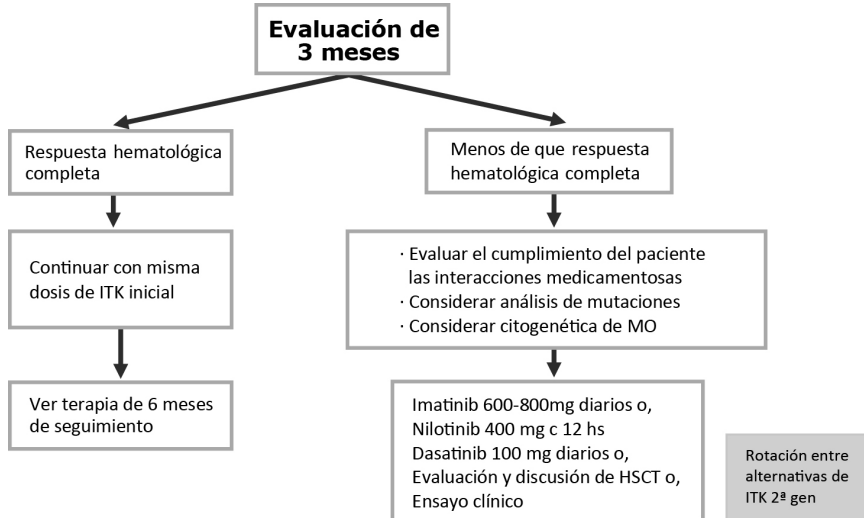 Evaluación de
3 meses
Respuesta hematológica
completa
Menos de que respuesta
hematológica completa
Continuar con misma
dosis de ITK inicial
· Evaluar el cumplimiento del paciente
las interacciones medicamentosas
· Considerar análisis de mutaciones
· Considerar citogenética de MO
Ver terapia de 6 meses
de seguimiento
Imatinib 600-800mg diarios o,
Nilotinib 400 mg c 12 hs
Dasatinib 100 mg diarios o,
Evaluación y discusión de HSCT o,
Ensayo clínico
Rotación entre
alternativas de
ITK 2ª gen